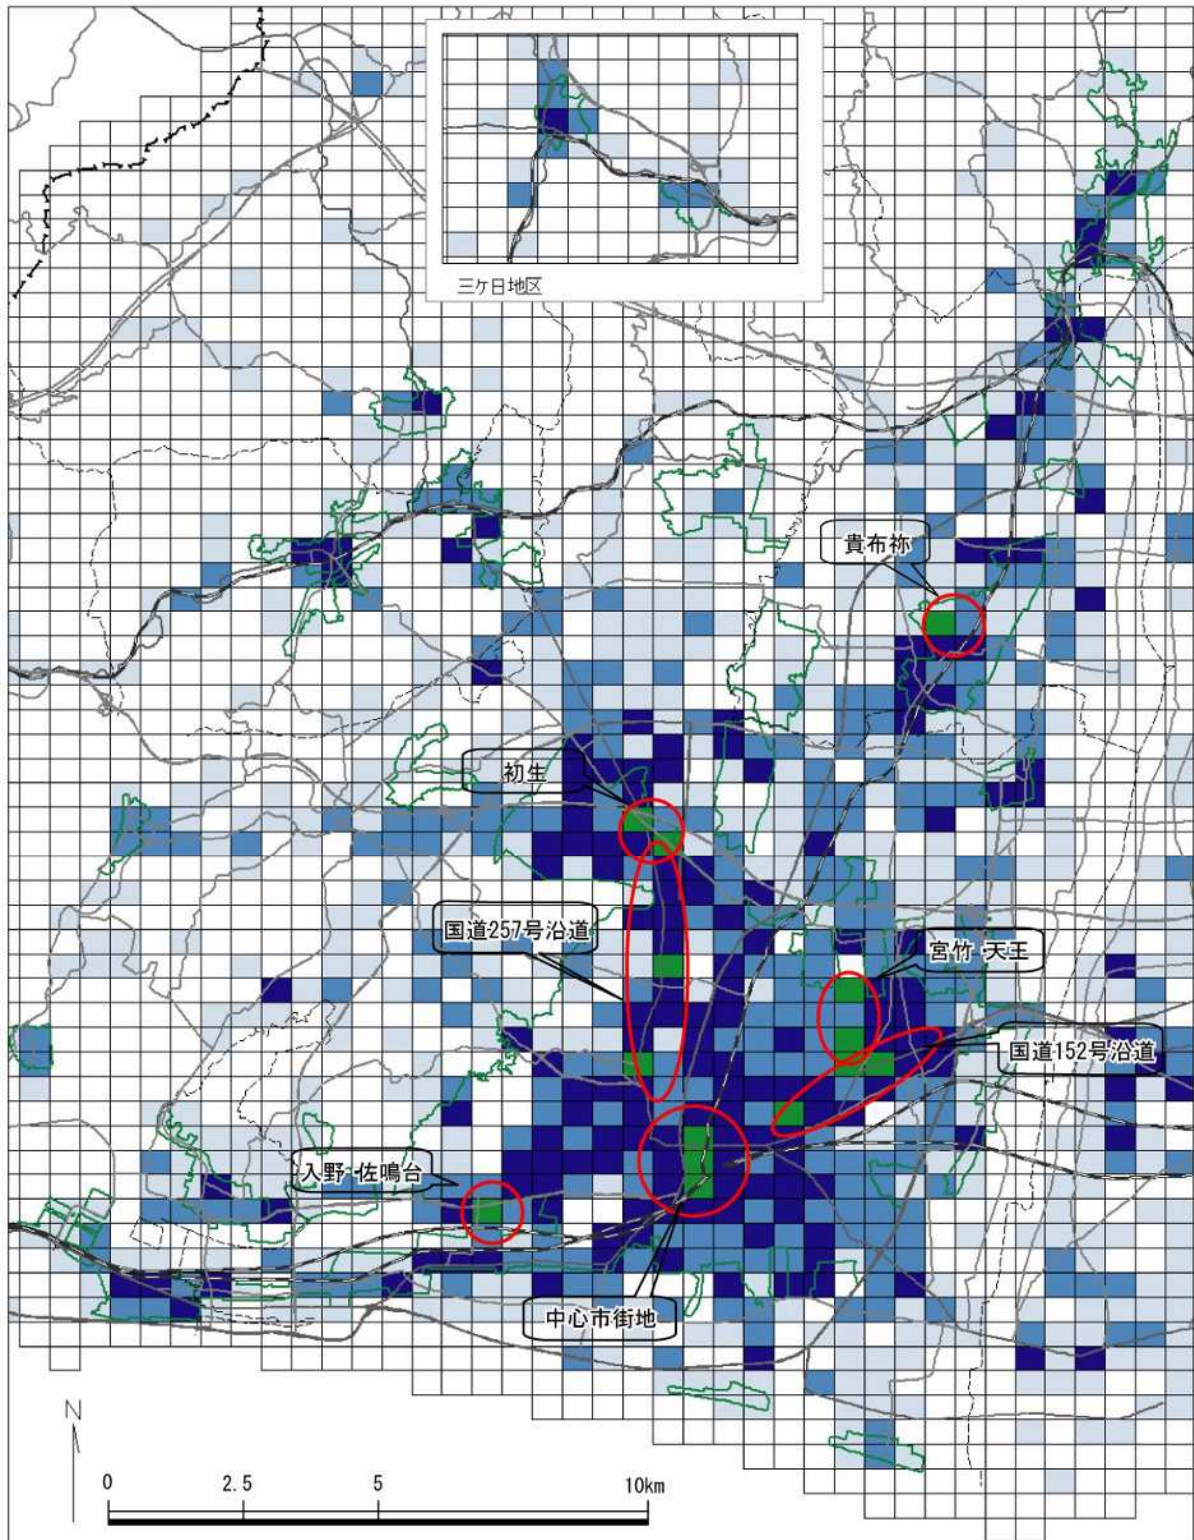 三ケ日地区
貴布祢
初生
国道257号沿道
宮竹・天王
国道152号沿道
入野・佐鳴台
中心市街地
N
0 2.5 5 10km